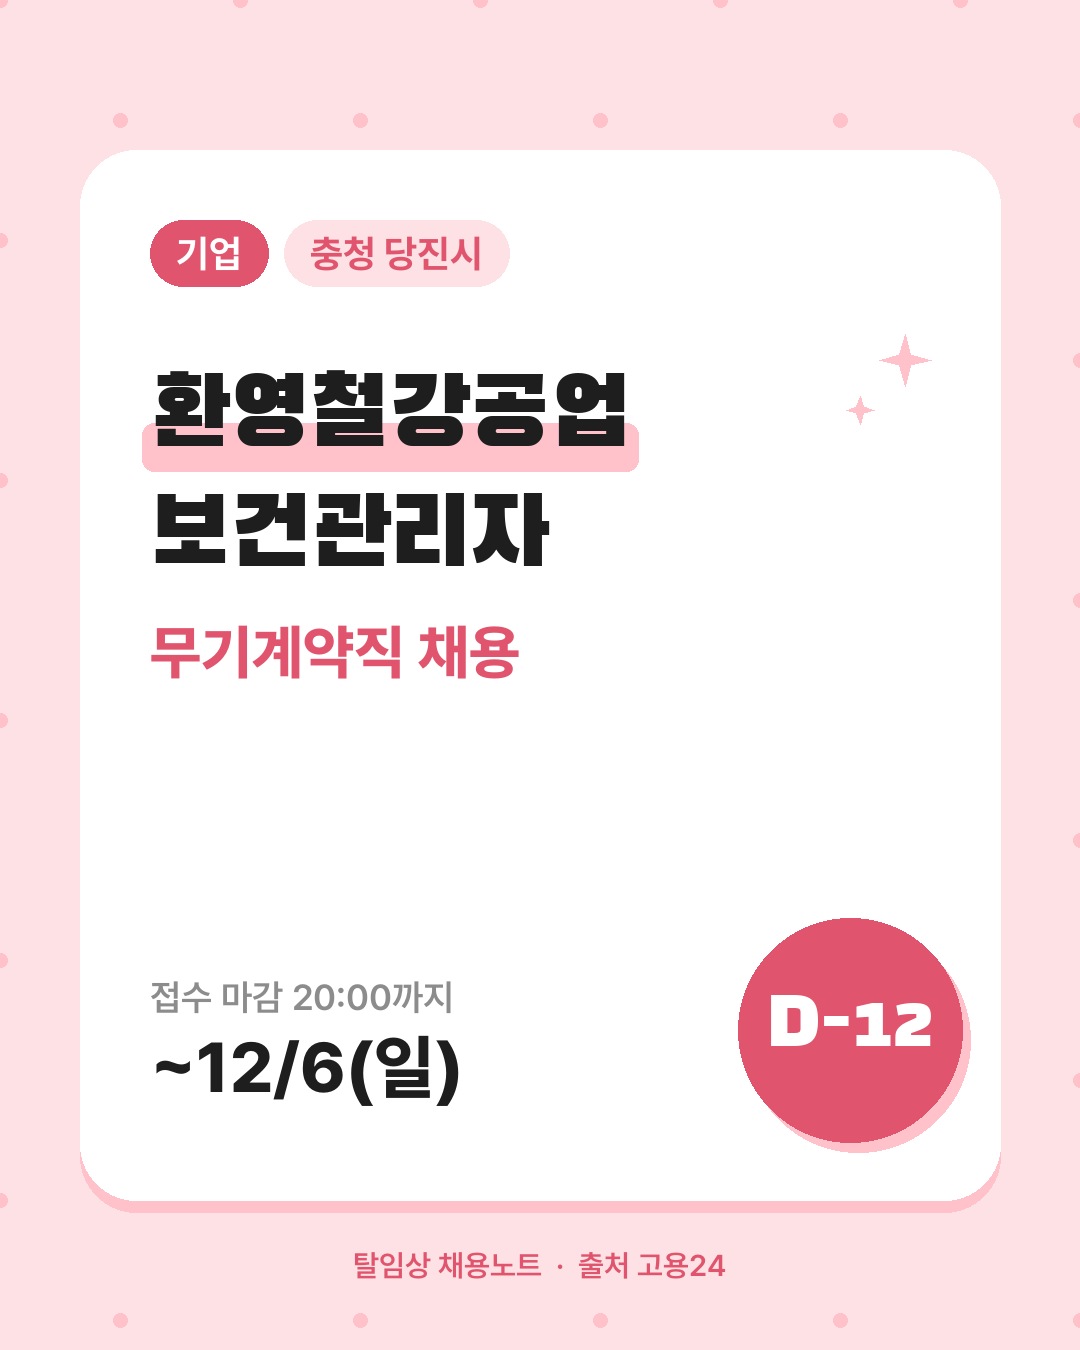 기업
충청 당진시
환영철강공업
보건관리자
무기계약직 채용
접수 마감 20:00까지
~12/6(일)
D-12
탈임상 채용노트 · 출처 고용24